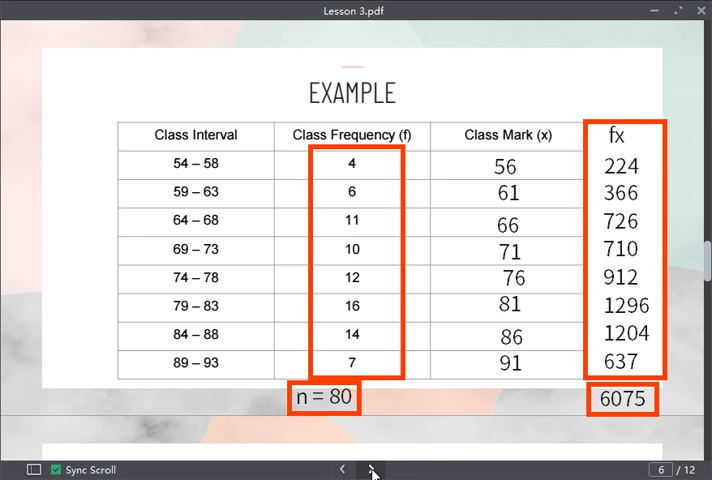 Lesson 3.pdf
EXAMPLE
Class Interval Class Frequency (f) Class Mark (x) fx
54 – 58 4 56 224
59 – 63 6 61 366
64 – 68 11 66 726
69 – 73 10 71 710
74 – 78 12 76 912
79 – 83 16 81 1296
84 – 88 14 86 1204
89 – 93 7 91 637
n = 80 6075
Sync Scroll 6 / 12